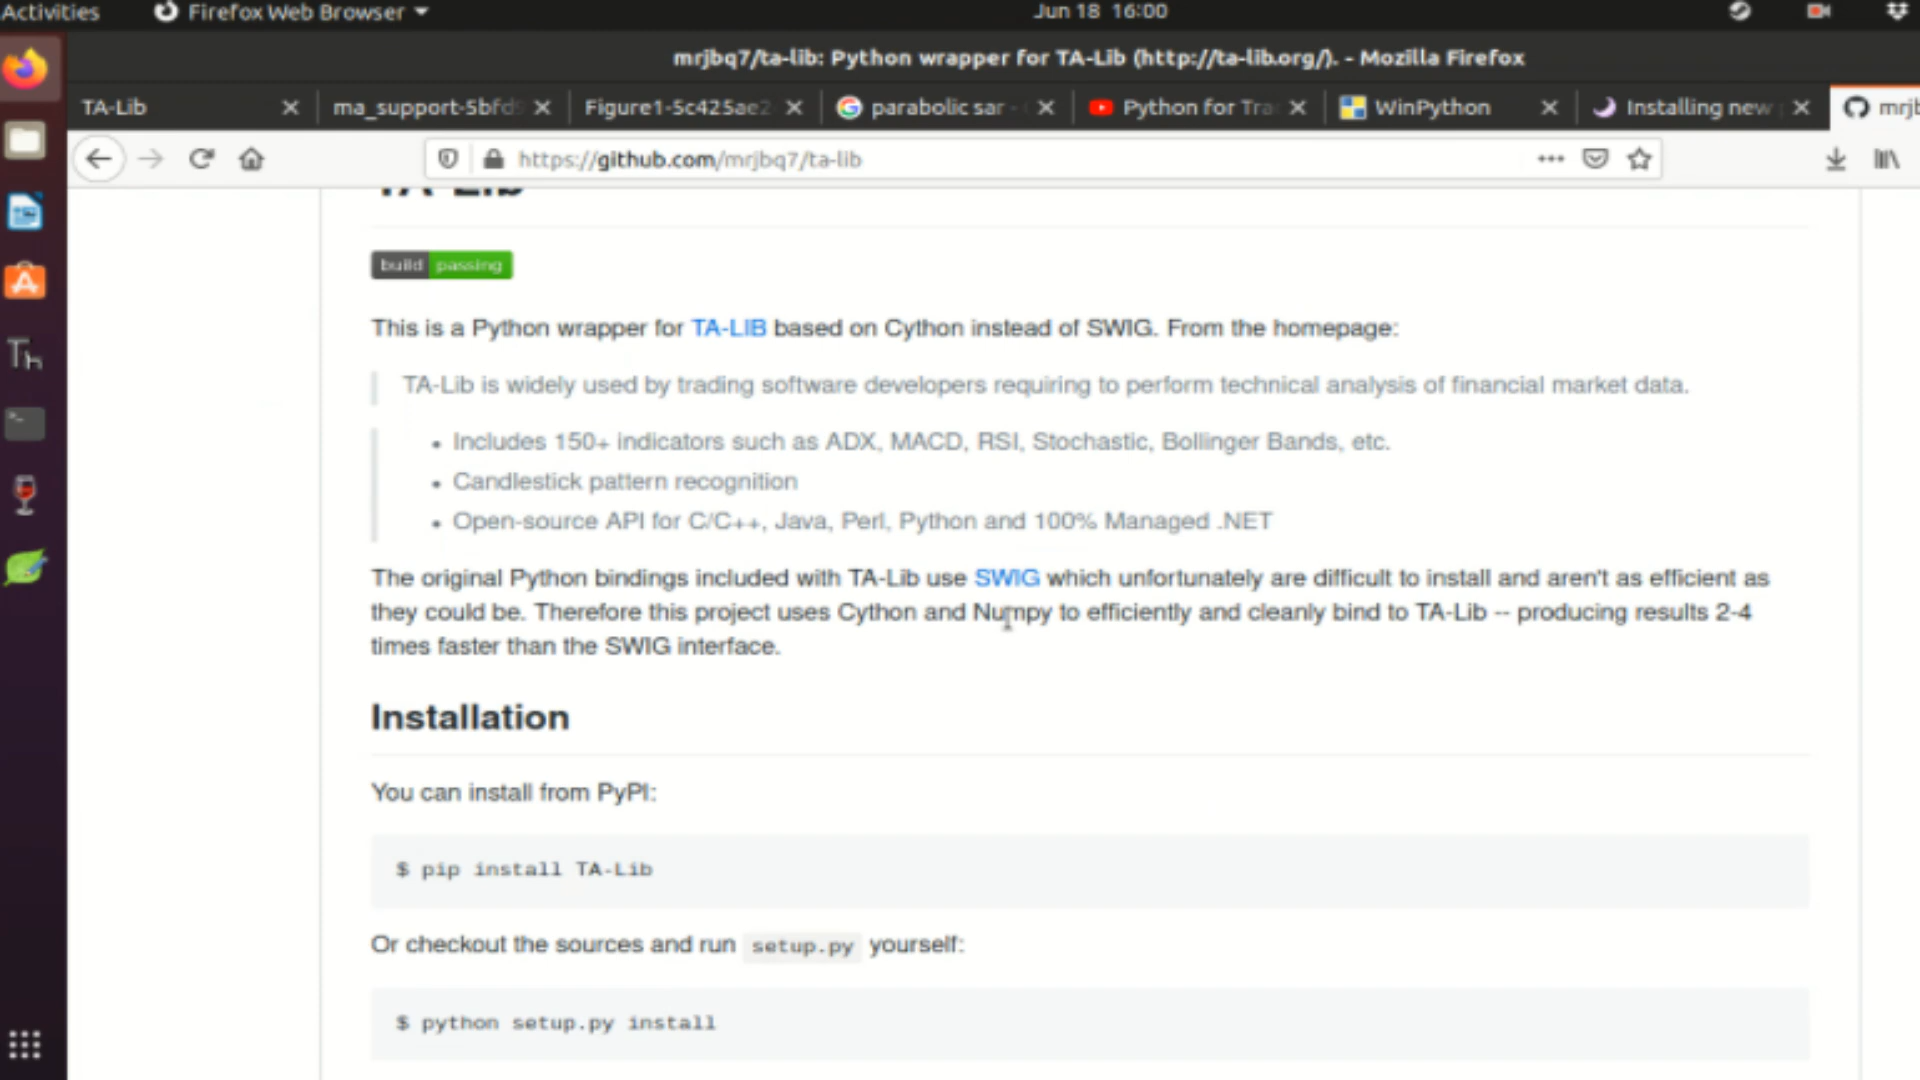 Activities
Firefox Web Browser
Jun 18 16:00
mrjbq7/ta-lib: Python wrapper for TA-Lib (http://ta-lib.org/). - Mozilla Firefox
TA-Lib
ma_support-5bfd
Figure1-5c425ae2
parabolic sar -
Python for Tra
WinPython
Installing new
mrjb
https://github.com/mrjbq7/ta-lib
TA-Lib
build passing
This is a Python wrapper for TA-LIB based on Cython instead of SWIG. From the homepage:
TA-Lib is widely used by trading software developers requiring to perform technical analysis of financial market data.
• Includes 150+ indicators such as ADX, MACD, RSI, Stochastic, Bollinger Bands, etc.
• Candlestick pattern recognition
• Open-source API for C/C++, Java, Perl, Python and 100% Managed .NET
The original Python bindings included with TA-Lib use SWIG which unfortunately are difficult to install and aren't as efficient as
they could be. Therefore this project uses Cython and Numpy to efficiently and cleanly bind to TA-Lib -- producing results 2-4
times faster than the SWIG interface.
Installation
You can install from PyPI:
$ pip install TA-Lib
Or checkout the sources and run setup.py yourself:
$ python setup.py install